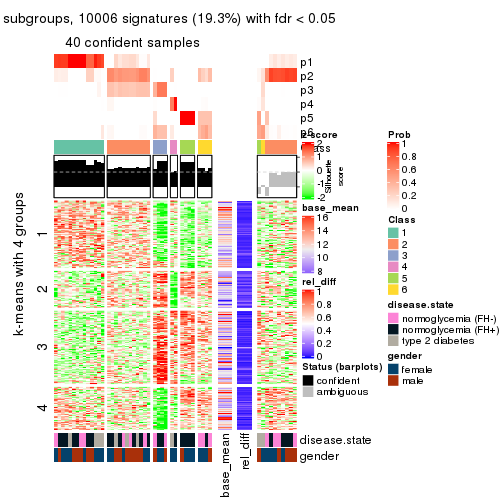 subgroups, 10006 signatures (19.3%) with fdr < 0.05
40 confident samples
p1
p2
p3
p4
p5
p6
Class
z-score
2
1
0
-1
-2
Silhouette
score
k-means with 4 groups
1
2
3
4
base_mean
16
14
12
10
8
rel_diff
1
0.8
0.6
0.4
0.2
0
Status (barplots)
confident
ambiguous
Prob
1
0.8
0.6
0.4
0.2
0
Class
1
2
3
4
5
6
disease.state
normoglycemia (FH-)
normoglycemia (FH+)
type 2 diabetes
gender
female
male
disease.state
gender
base_mean
rel_diff